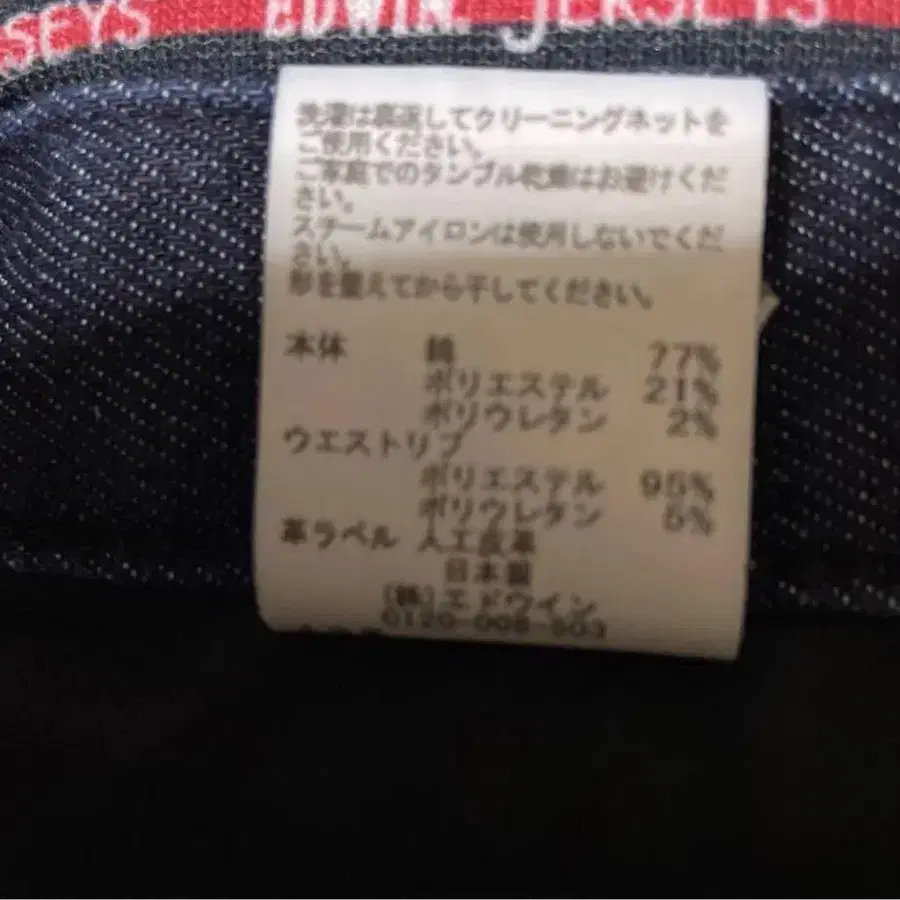 SEYS EDWIN. JERSEYS
洗濯は裏返してクリーニングネットを
ご使用ください。
ご家庭でのタンブル乾燥はお避けくだ
さい。
スチームアイロンは使用しないでくだ
さい。
形を整えてから干してください。
本体 綿 77%
ポリエステル 21%
ポリウレタン 2%
ウエストリブ
ポリエステル 95%
ポリウレタン 5%
革ラベル 人工皮革
日本製
(株)エドウイン
0120-008-503